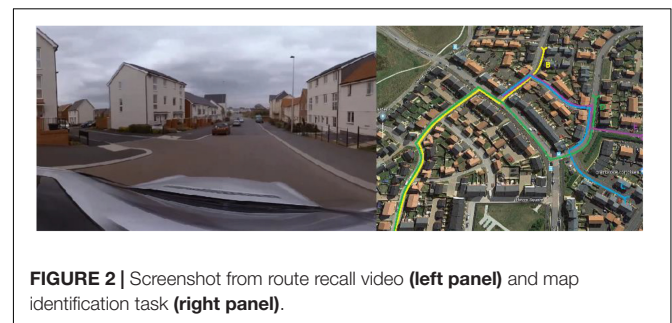 B
FIGURE 2 | Screenshot from route recall video (left panel) and map
identification task (right panel).